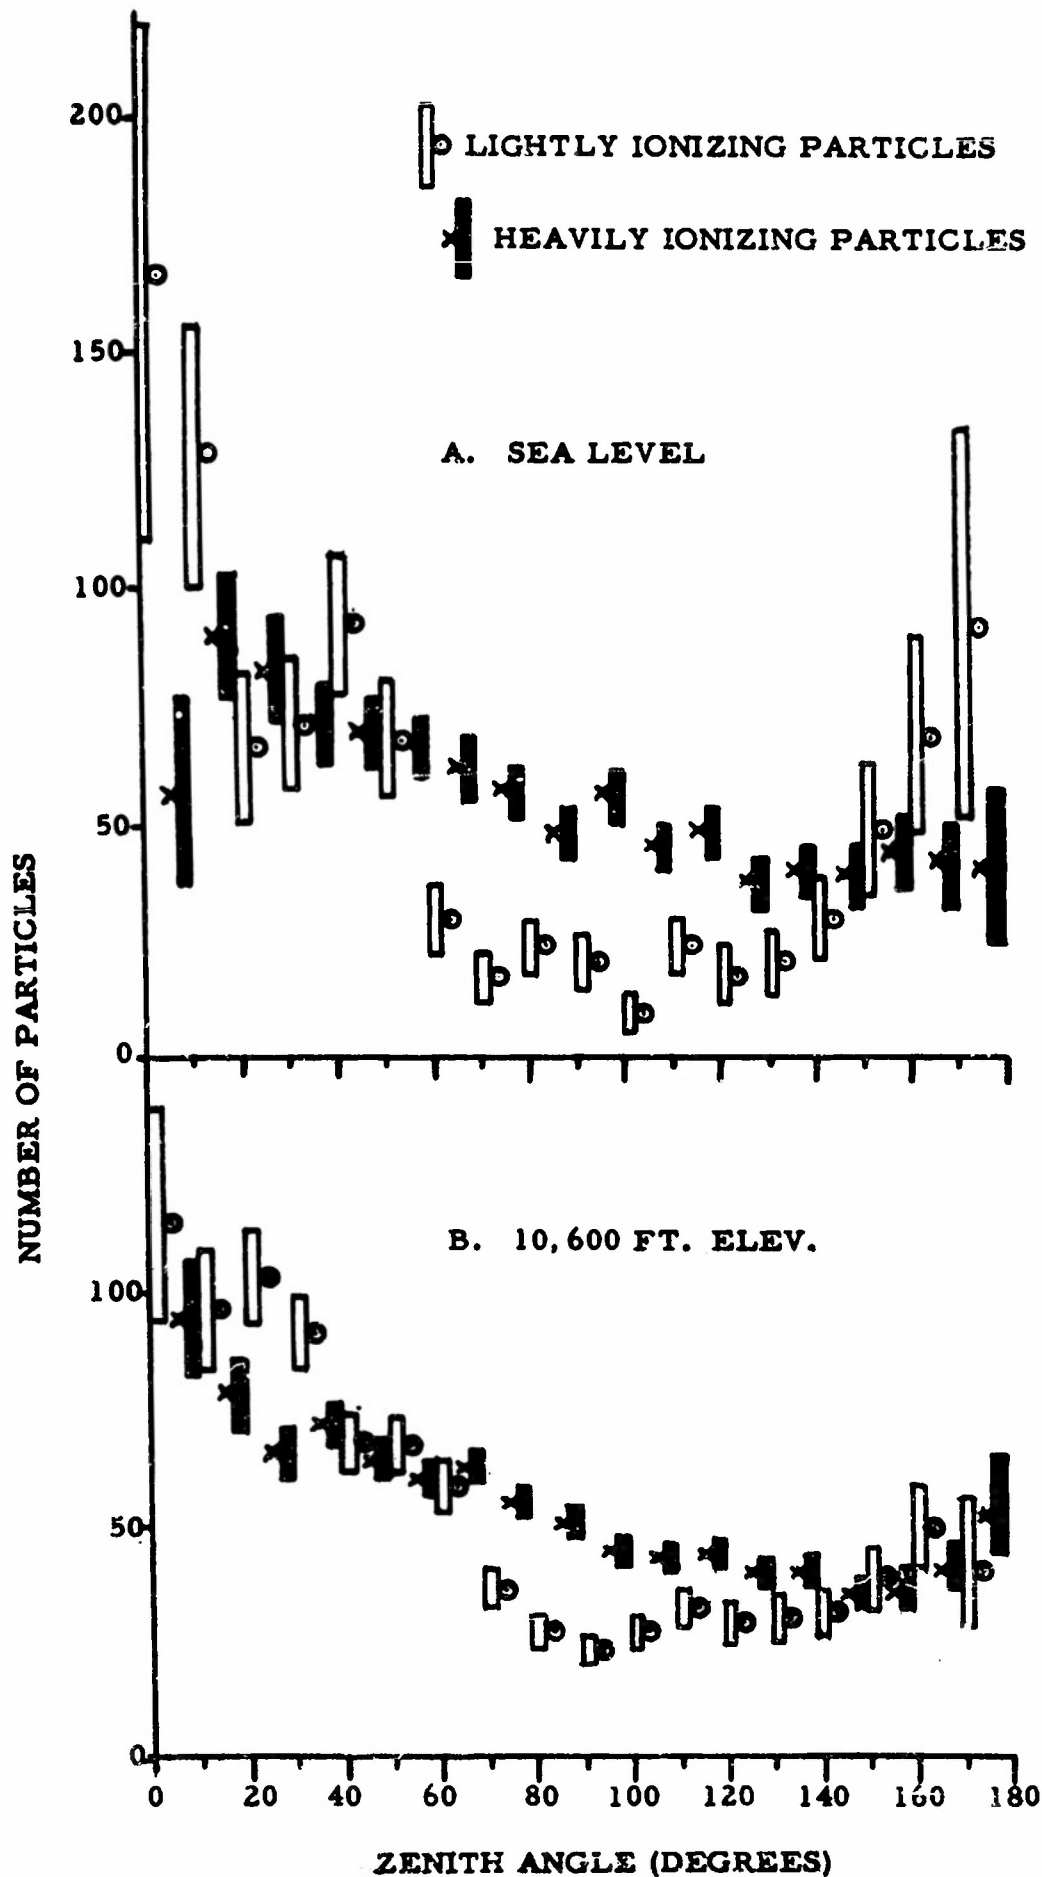 200
LIGHTLY IONIZING PARTICLES
HEAVILY IONIZING PARTICLES
150
A. SEA LEVEL
100
50
0
NUMBER OF PARTICLES
B. 10,600 FT. ELEV.
100
50
0
0 20 40 60 80 100 120 140 160 180
ZENITH ANGLE (DEGREES)